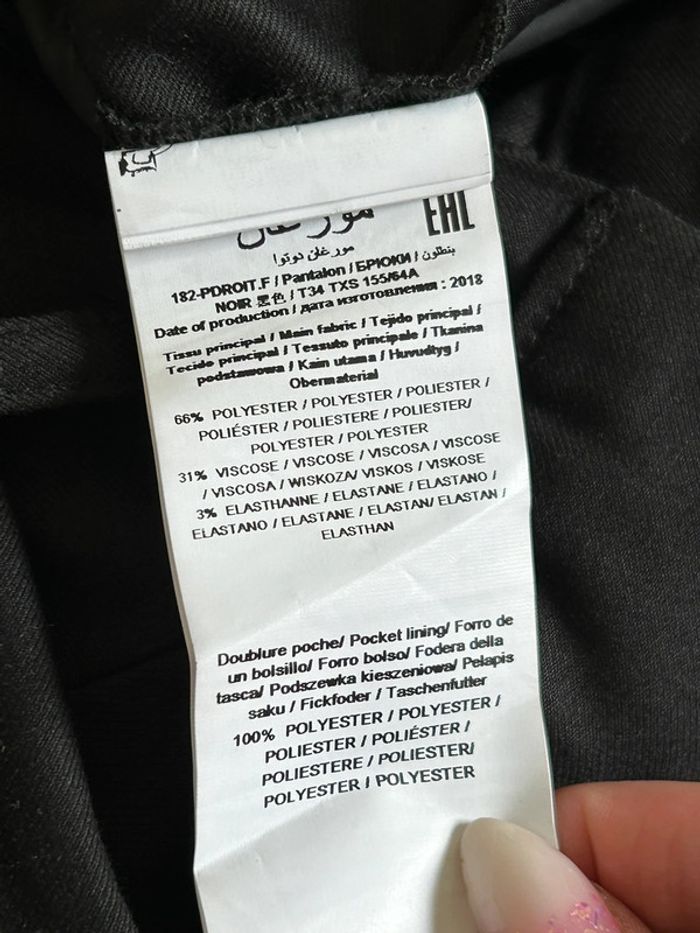 مورغان
EAC
مورغان دوتوا
182-PDROIT.F / Pantalon / БРЮКИ / بنطلون
NOIR 黑色 / T34 TXS 155/64A
Date of production / дата изготовления : 2018
Tissu principal / Main fabric / Tejido principal /
Tecido principal / Tessuto principale / Tkanina
podstawowa / Kain utama / Huvudtyg /
Obermaterial
66% POLYESTER / POLYESTER / POLIESTER /
POLIÉSTER / POLIESTERE / POLIESTER/
POLYESTER / POLYESTER
31% VISCOSE / VISCOSE / VISCOSA / VISCOSE
/ VISCOSA / WISKOZA/ VISKOS / VISKOSE
3% ELASTHANNE / ELASTANE / ELASTANO /
ELASTANO / ELASTANE / ELASTAN/ ELASTAN /
ELASTHAN
Doublure poche/ Pocket lining/ Forro de
un bolsillo/ Forro bolso/ Fodera della
tasca/ Podszewka kieszeniowa/ Pelapis
saku / Fickfoder / Taschenfutter
100% POLYESTER / POLYESTER /
POLIESTER / POLIÉSTER /
POLIESTERE / POLIESTER/
POLYESTER / POLYESTER